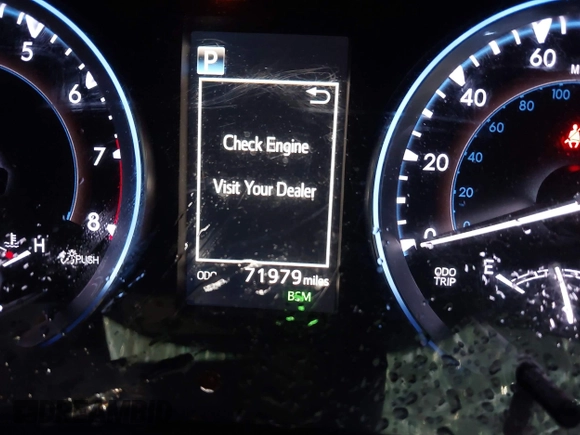 P
Check Engine
Visit Your Dealer
ODO 71979 miles
BSM
5
6
7
8
H
PUSH
60
40
20
0
100
80
60
40
20
0
ODO
TRIP
E